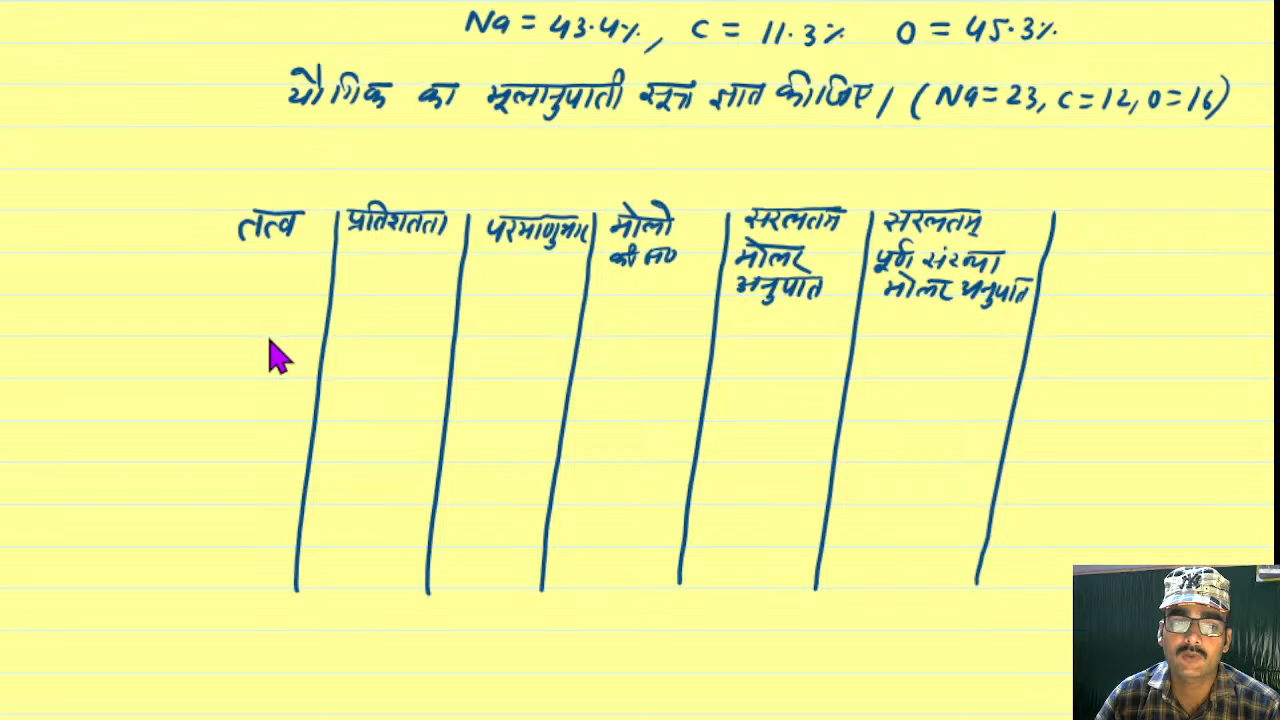 Na = 43.4%, C = 11.3% O = 45.3%
यौगिक का मूलानुपाती सूत्र ज्ञात कीजिए। (Na=23, C=12, O=16)
तत्व
प्रतिशतता
परमाणुभार
मोलो
की सं०
सरलतम
मोलर
अनुपात
सरलतम्
पूर्ण संख्या
मोलर अनुपात